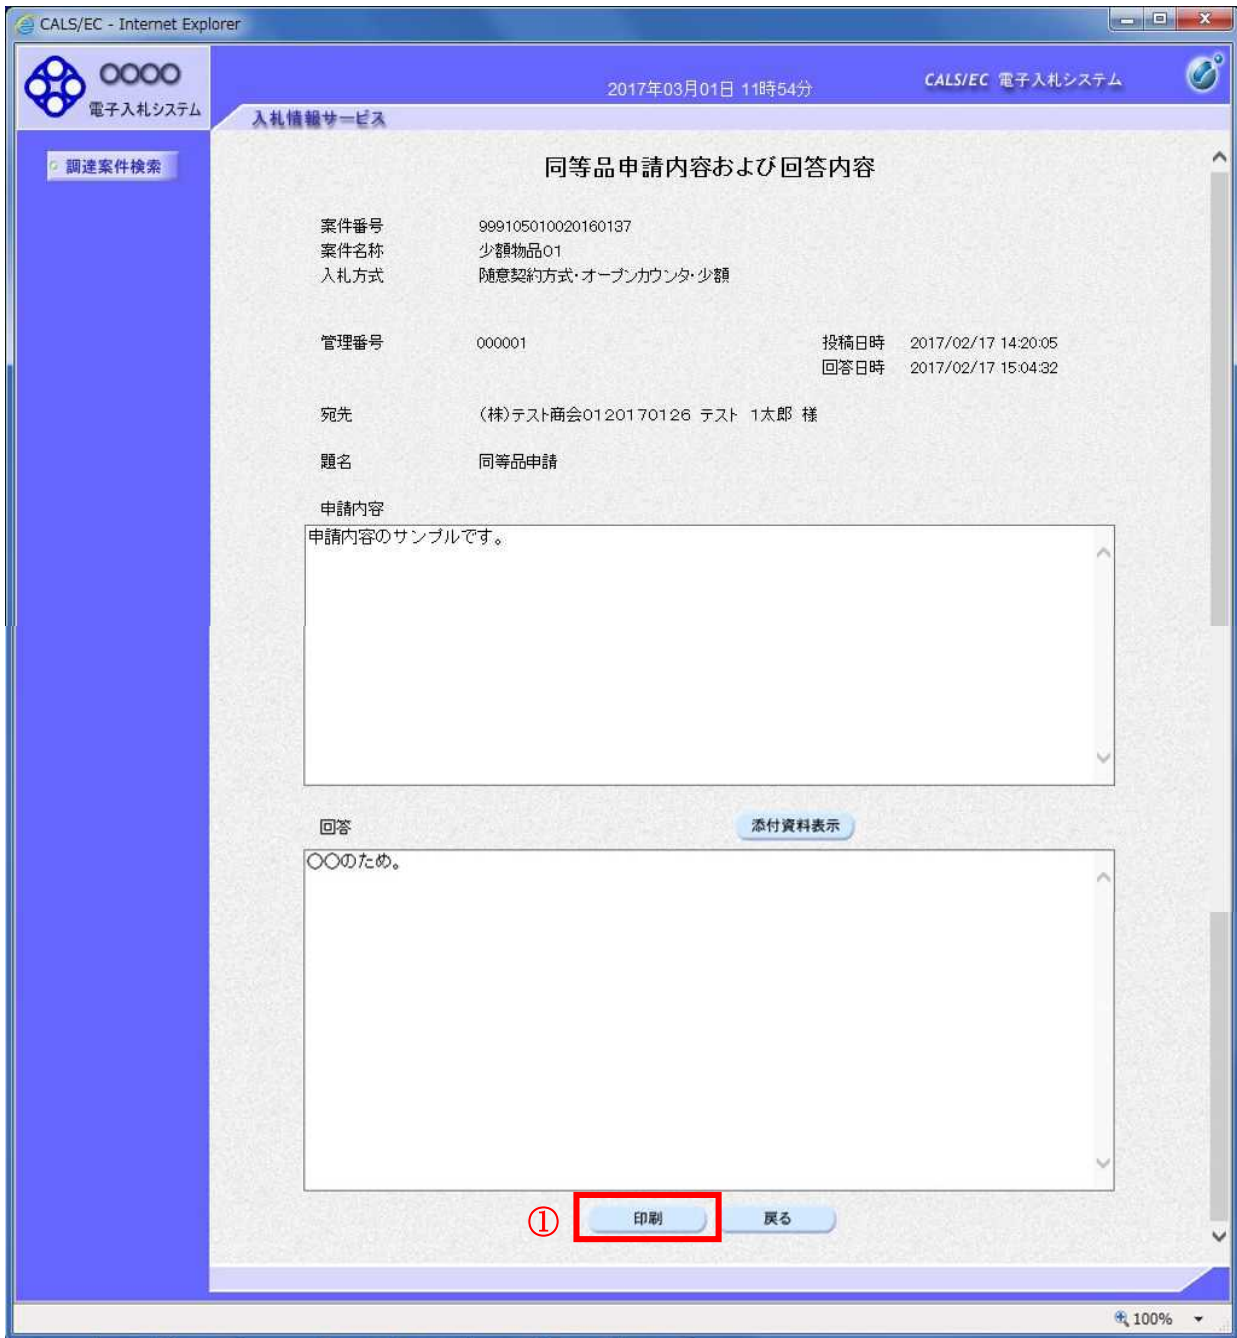 CALS/EC - Internet Explorer
〇〇〇〇
電子入札システム
2017年03月01日 11時54分
CALS/EC 電子入札システム
入札情報サービス
調達案件検索
同等品申請内容および回答内容
案件番号 999105010020160137
案件名称 少額物品01
入札方式 随意契約方式・オープンカウンタ・少額
管理番号 000001 投稿日時 2017/02/17 14:20:05
回答日時 2017/02/17 15:04:32
宛先 (株)テスト商会0120170126 テスト 1太郎 様
題名 同等品申請
申請内容
申請内容のサンプルです。
回答 添付資料表示
〇〇のため。
① 印刷 戻る
100%